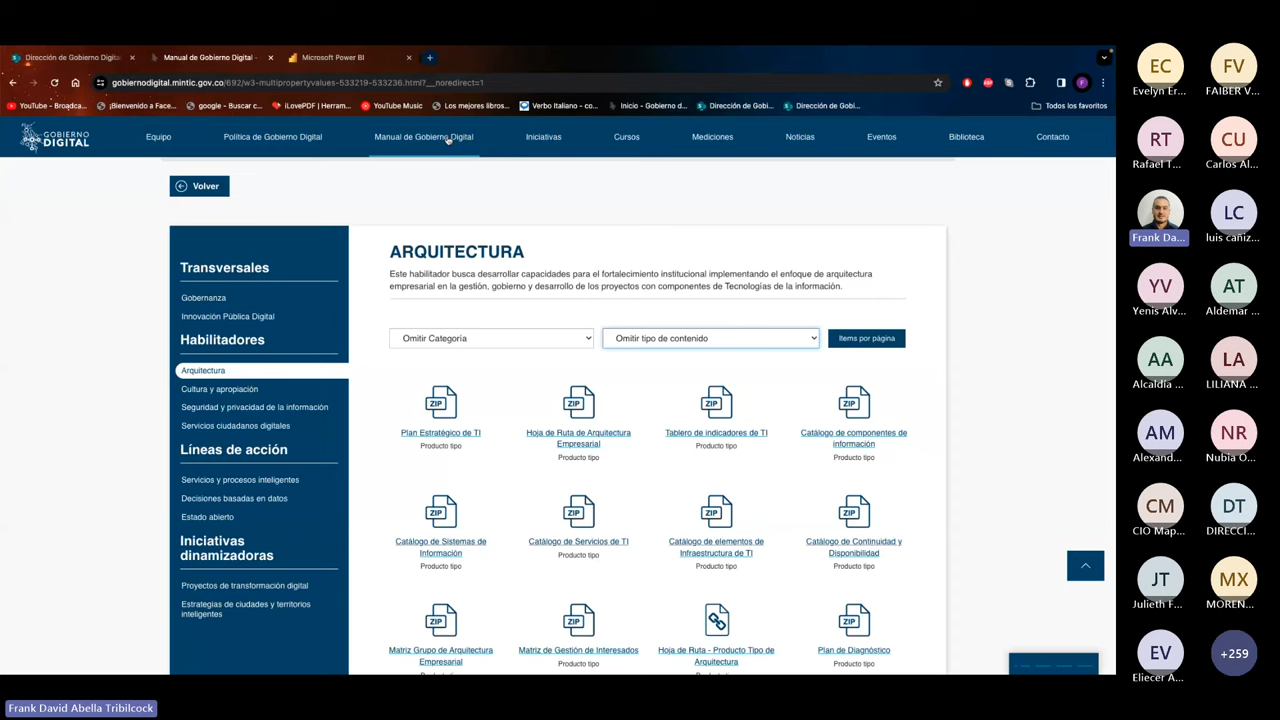 Dirección de Gobierno Digital
Manual de Gobierno Digital -
Microsoft Power BI
gobiernodigital.mintic.gov.co/692/w3-multipropertyvalues-533219-533236.html?__noredirect=1
YouTube - Broadca...
¡Bienvenido a Face...
google - Buscar c...
iLovePDF | Herram...
YouTube Music
Los mejores libros...
Verbo Italiano - co...
Inicio - Gobierno d...
Dirección de Gobi...
Dirección de Gobi...
Todos los favoritos
GOBIERNO
DIGITAL
Equipo
Política de Gobierno Digital
Manual de Gobierno Digital
Iniciativas
Cursos
Mediciones
Noticias
Eventos
Biblioteca
Contacto
Volver
Transversales
Gobernanza
Innovación Pública Digital
Habilitadores
Arquitectura
Cultura y apropiación
Seguridad y privacidad de la información
Servicios ciudadanos digitales
Líneas de acción
Servicios y procesos inteligentes
Decisiones basadas en datos
Estado abierto
Iniciativas
dinamizadoras
Proyectos de transformación digital
Estrategias de ciudades y territorios
inteligentes
ARQUITECTURA
Este habilitador busca desarrollar capacidades para el fortalecimiento institucional implementando el enfoque de arquitectura
empresarial en la gestión, gobierno y desarrollo de los proyectos con componentes de Tecnologías de la información.
Omitir Categoría
Omitir tipo de contenido
Items por página
ZIP
Plan Estratégico de TI
Producto tipo
ZIP
Hoja de Ruta de Arquitectura
Empresarial
Producto tipo
ZIP
Tablero de indicadores de TI
Producto tipo
ZIP
Catálogo de componentes de
información
Producto tipo
ZIP
Catálogo de Sistemas de
Información
Producto tipo
ZIP
Catálogo de Servicios de TI
Producto tipo
ZIP
Catálogo de elementos de
Infraestructura de TI
Producto tipo
ZIP
Catálogo de Continuidad y
Disponibilidad
Producto tipo
ZIP
Matriz Grupo de Arquitectura
Empresarial
ZIP
Matriz de Gestión de Interesados
Producto tipo
Hoja de Ruta - Producto Tipo de
Arquitectura
ZIP
Plan de Diagnóstico
Producto tipo
EC
Evelyn Er...
FV
FAIBER V...
RT
Rafael T...
CU
Carlos Al...
Frank Da...
LC
luis cañiz...
YV
Yenis Alv...
AT
Aldemar ...
AA
Alcaldía ...
LA
LILIANA ...
AM
Alexand...
NR
Nubia O...
CM
CIO Map...
DT
DIRECCI...
JT
Julieth F...
MX
MOREN...
EV
Eliecer A...
+259
Frank David Abella Tribilcock